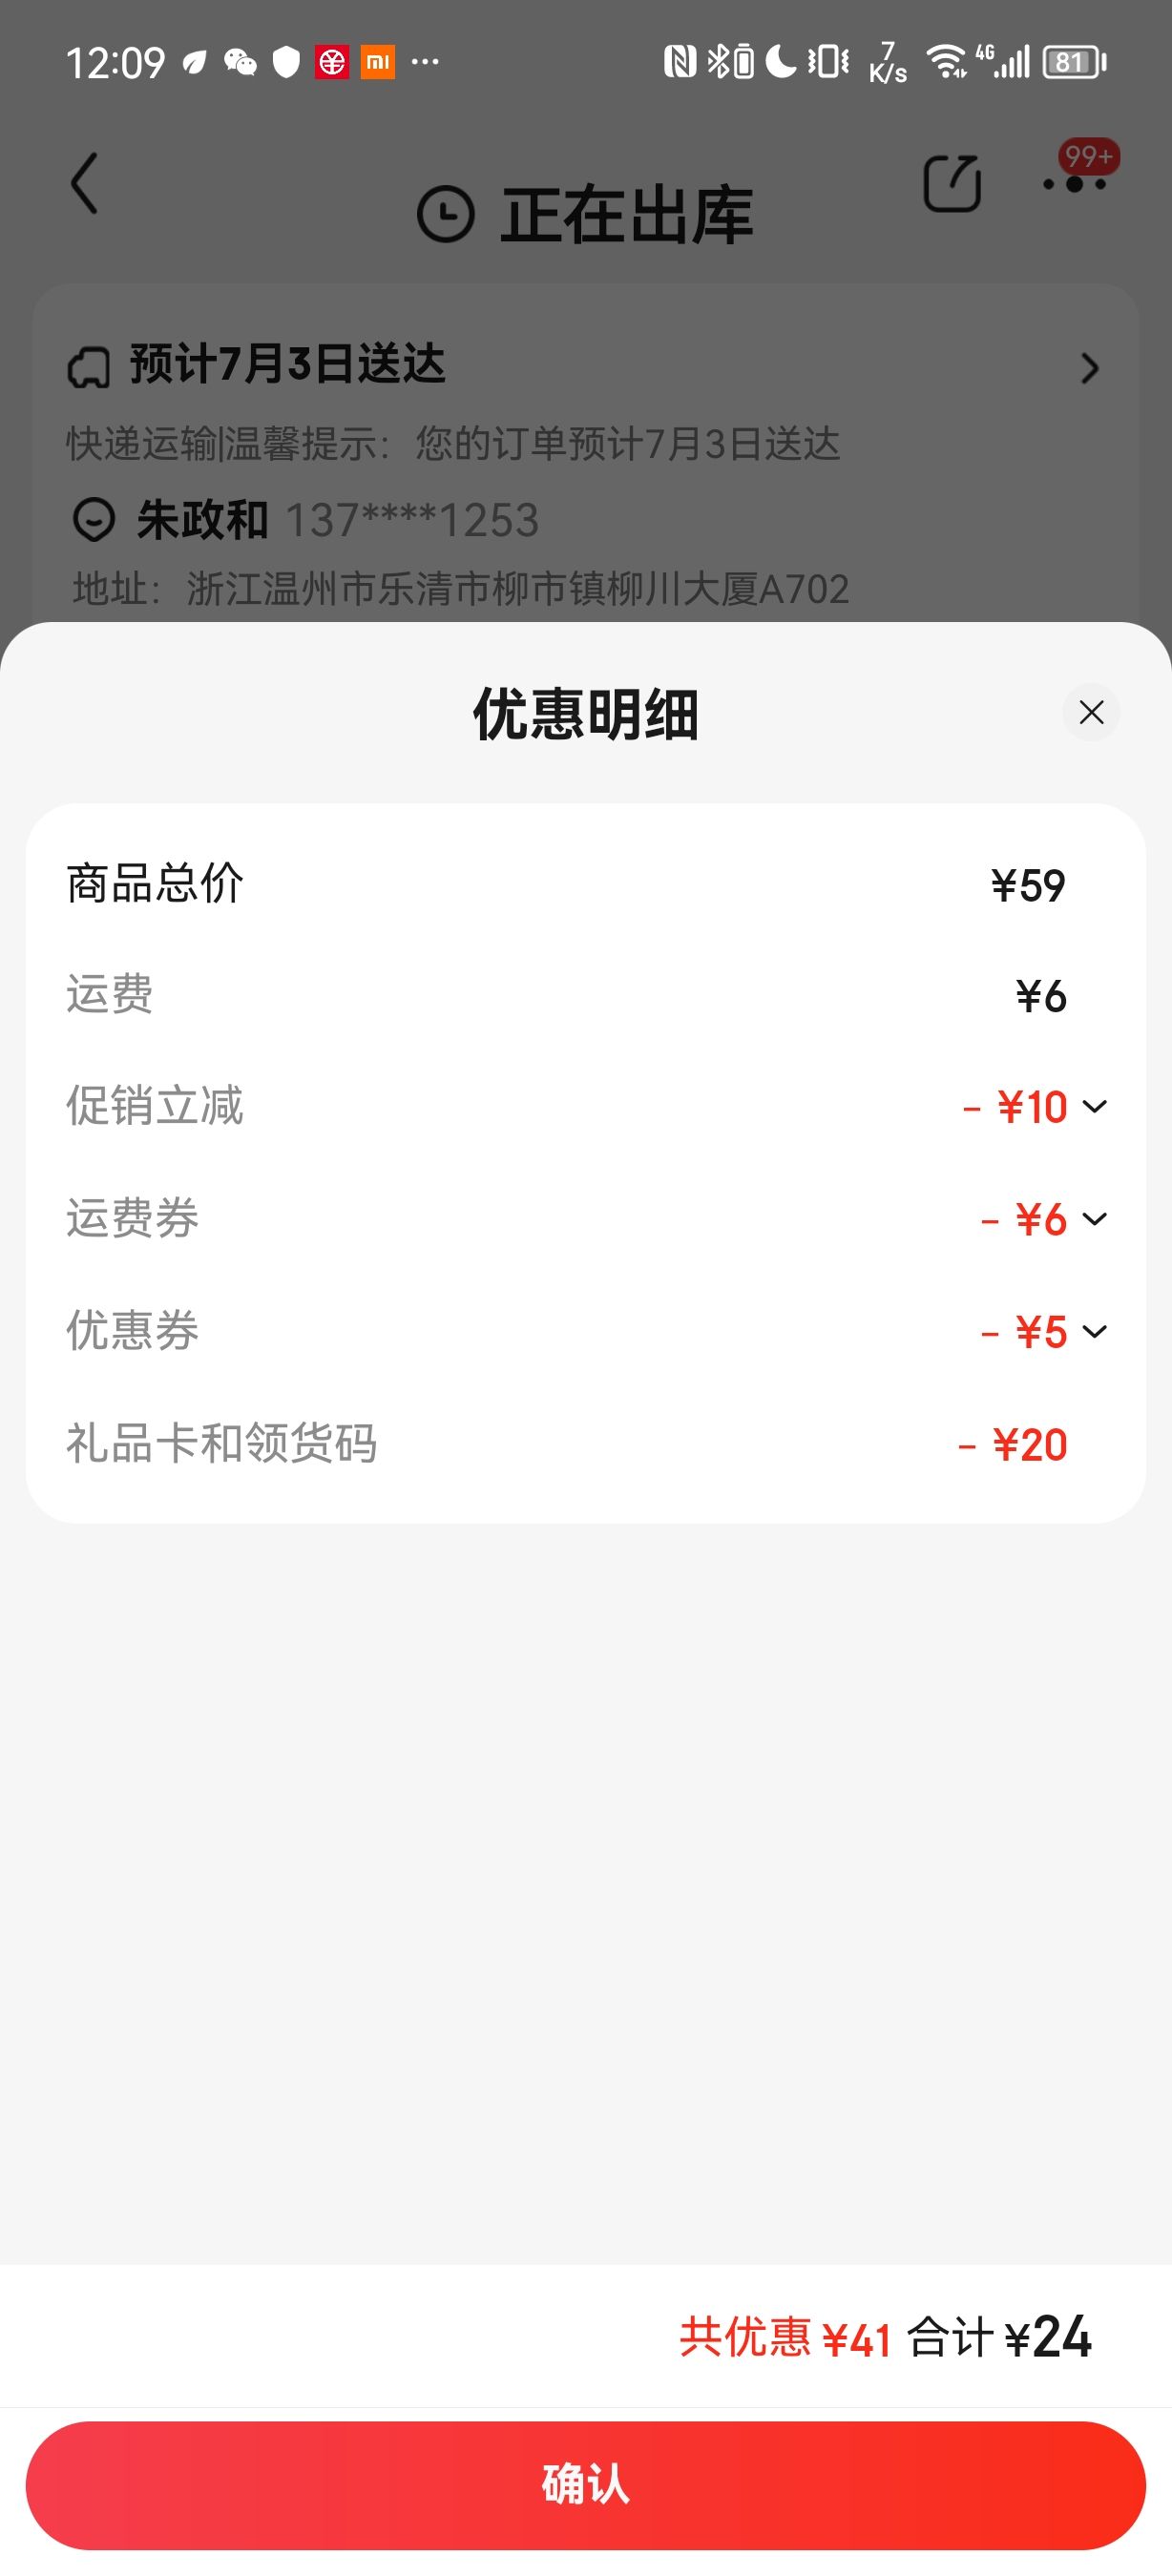 12:09 mi ... 7 K/s 4G 81
99+
正在出库
预计7月3日送达
快递运输|温馨提示：您的订单预计7月3日送达
朱政和 137****1253
地址：浙江温州市乐清市柳市镇柳川大厦A702
优惠明细
商品总价 ¥59
运费 ¥6
促销立减 - ¥10
运费券 - ¥6
优惠券 - ¥5
礼品卡和领货码 - ¥20
共优惠 ¥41 合计 ¥24
确认